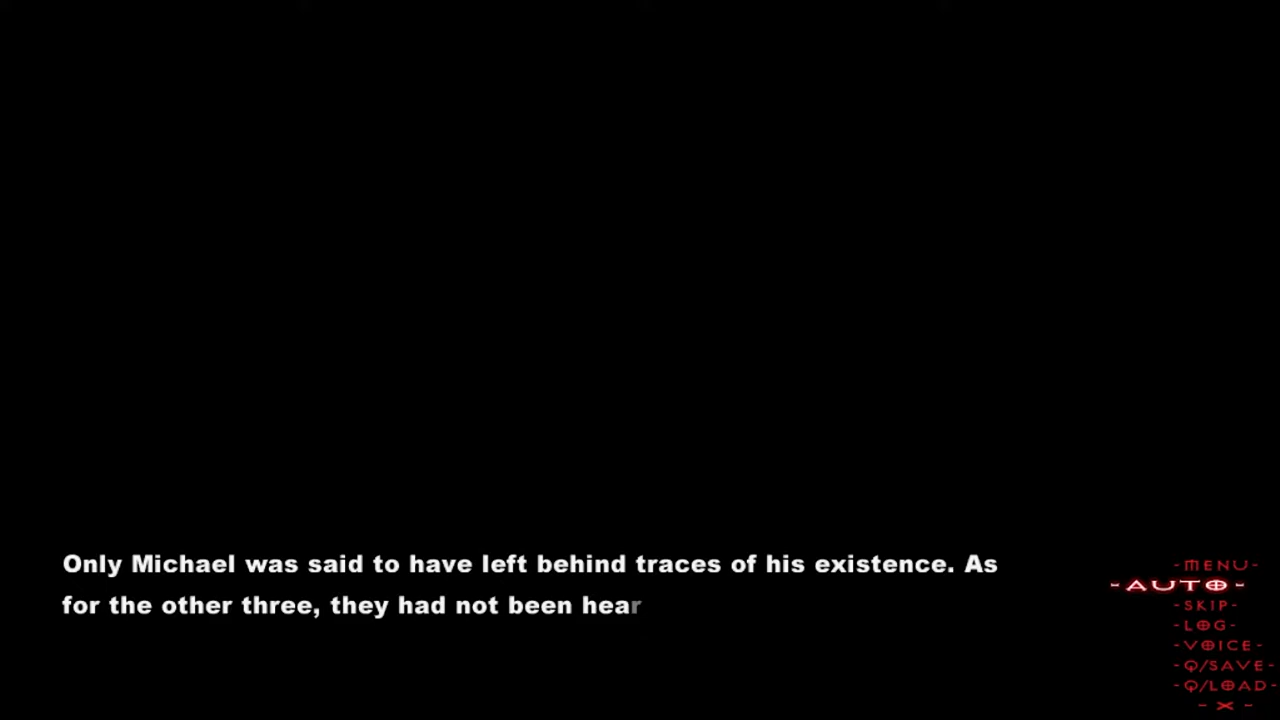 Only Michael was said to have left behind traces of his existence. As
for the other three, they had not been hear
-MENU-
-AUTO-
-SKIP-
-LOG-
-VOICE-
-Q/SAVE-
-Q/LOAD-
-X-